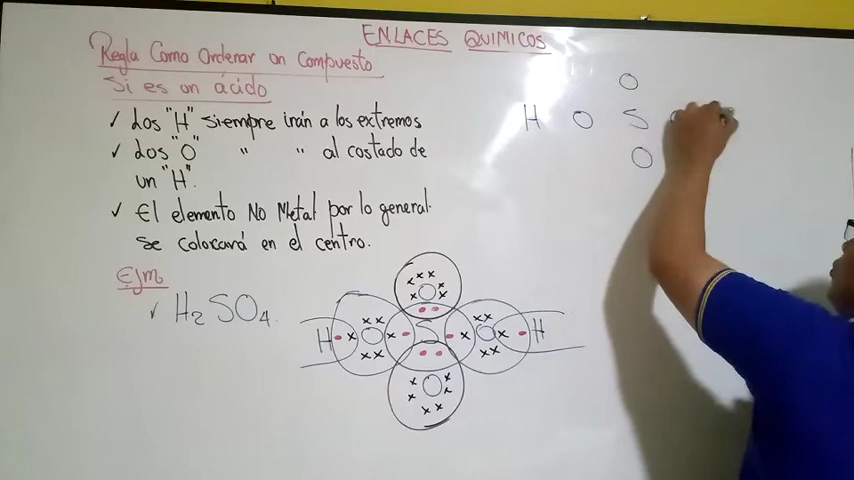 ENLACES QUIMICOS
Regla Como Ordenar un Compuesto
Si es un ácido
✓ Los "H" siempre irán a los extremos
✓ Los "O" " " al costado de
un "H".
✓ El elemento No Metal por lo general
se colocará en el centro.
Ejm
✓ H₂SO₄.
O
H O S O
O
O
H O S O H
O